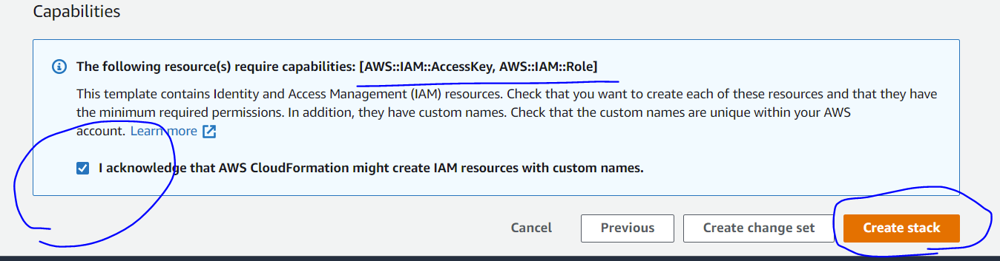 Capabilities
The following resource(s) require capabilities: [AWS::IAM::AccessKey, AWS::IAM::Role]
This template contains Identity and Access Management (IAM) resources. Check that you want to create each of these resources and that they have
the minimum required permissions. In addition, they have custom names. Check that the custom names are unique within your AWS
account. Learn more
I acknowledge that AWS CloudFormation might create IAM resources with custom names.
Cancel Previous Create change set Create stack